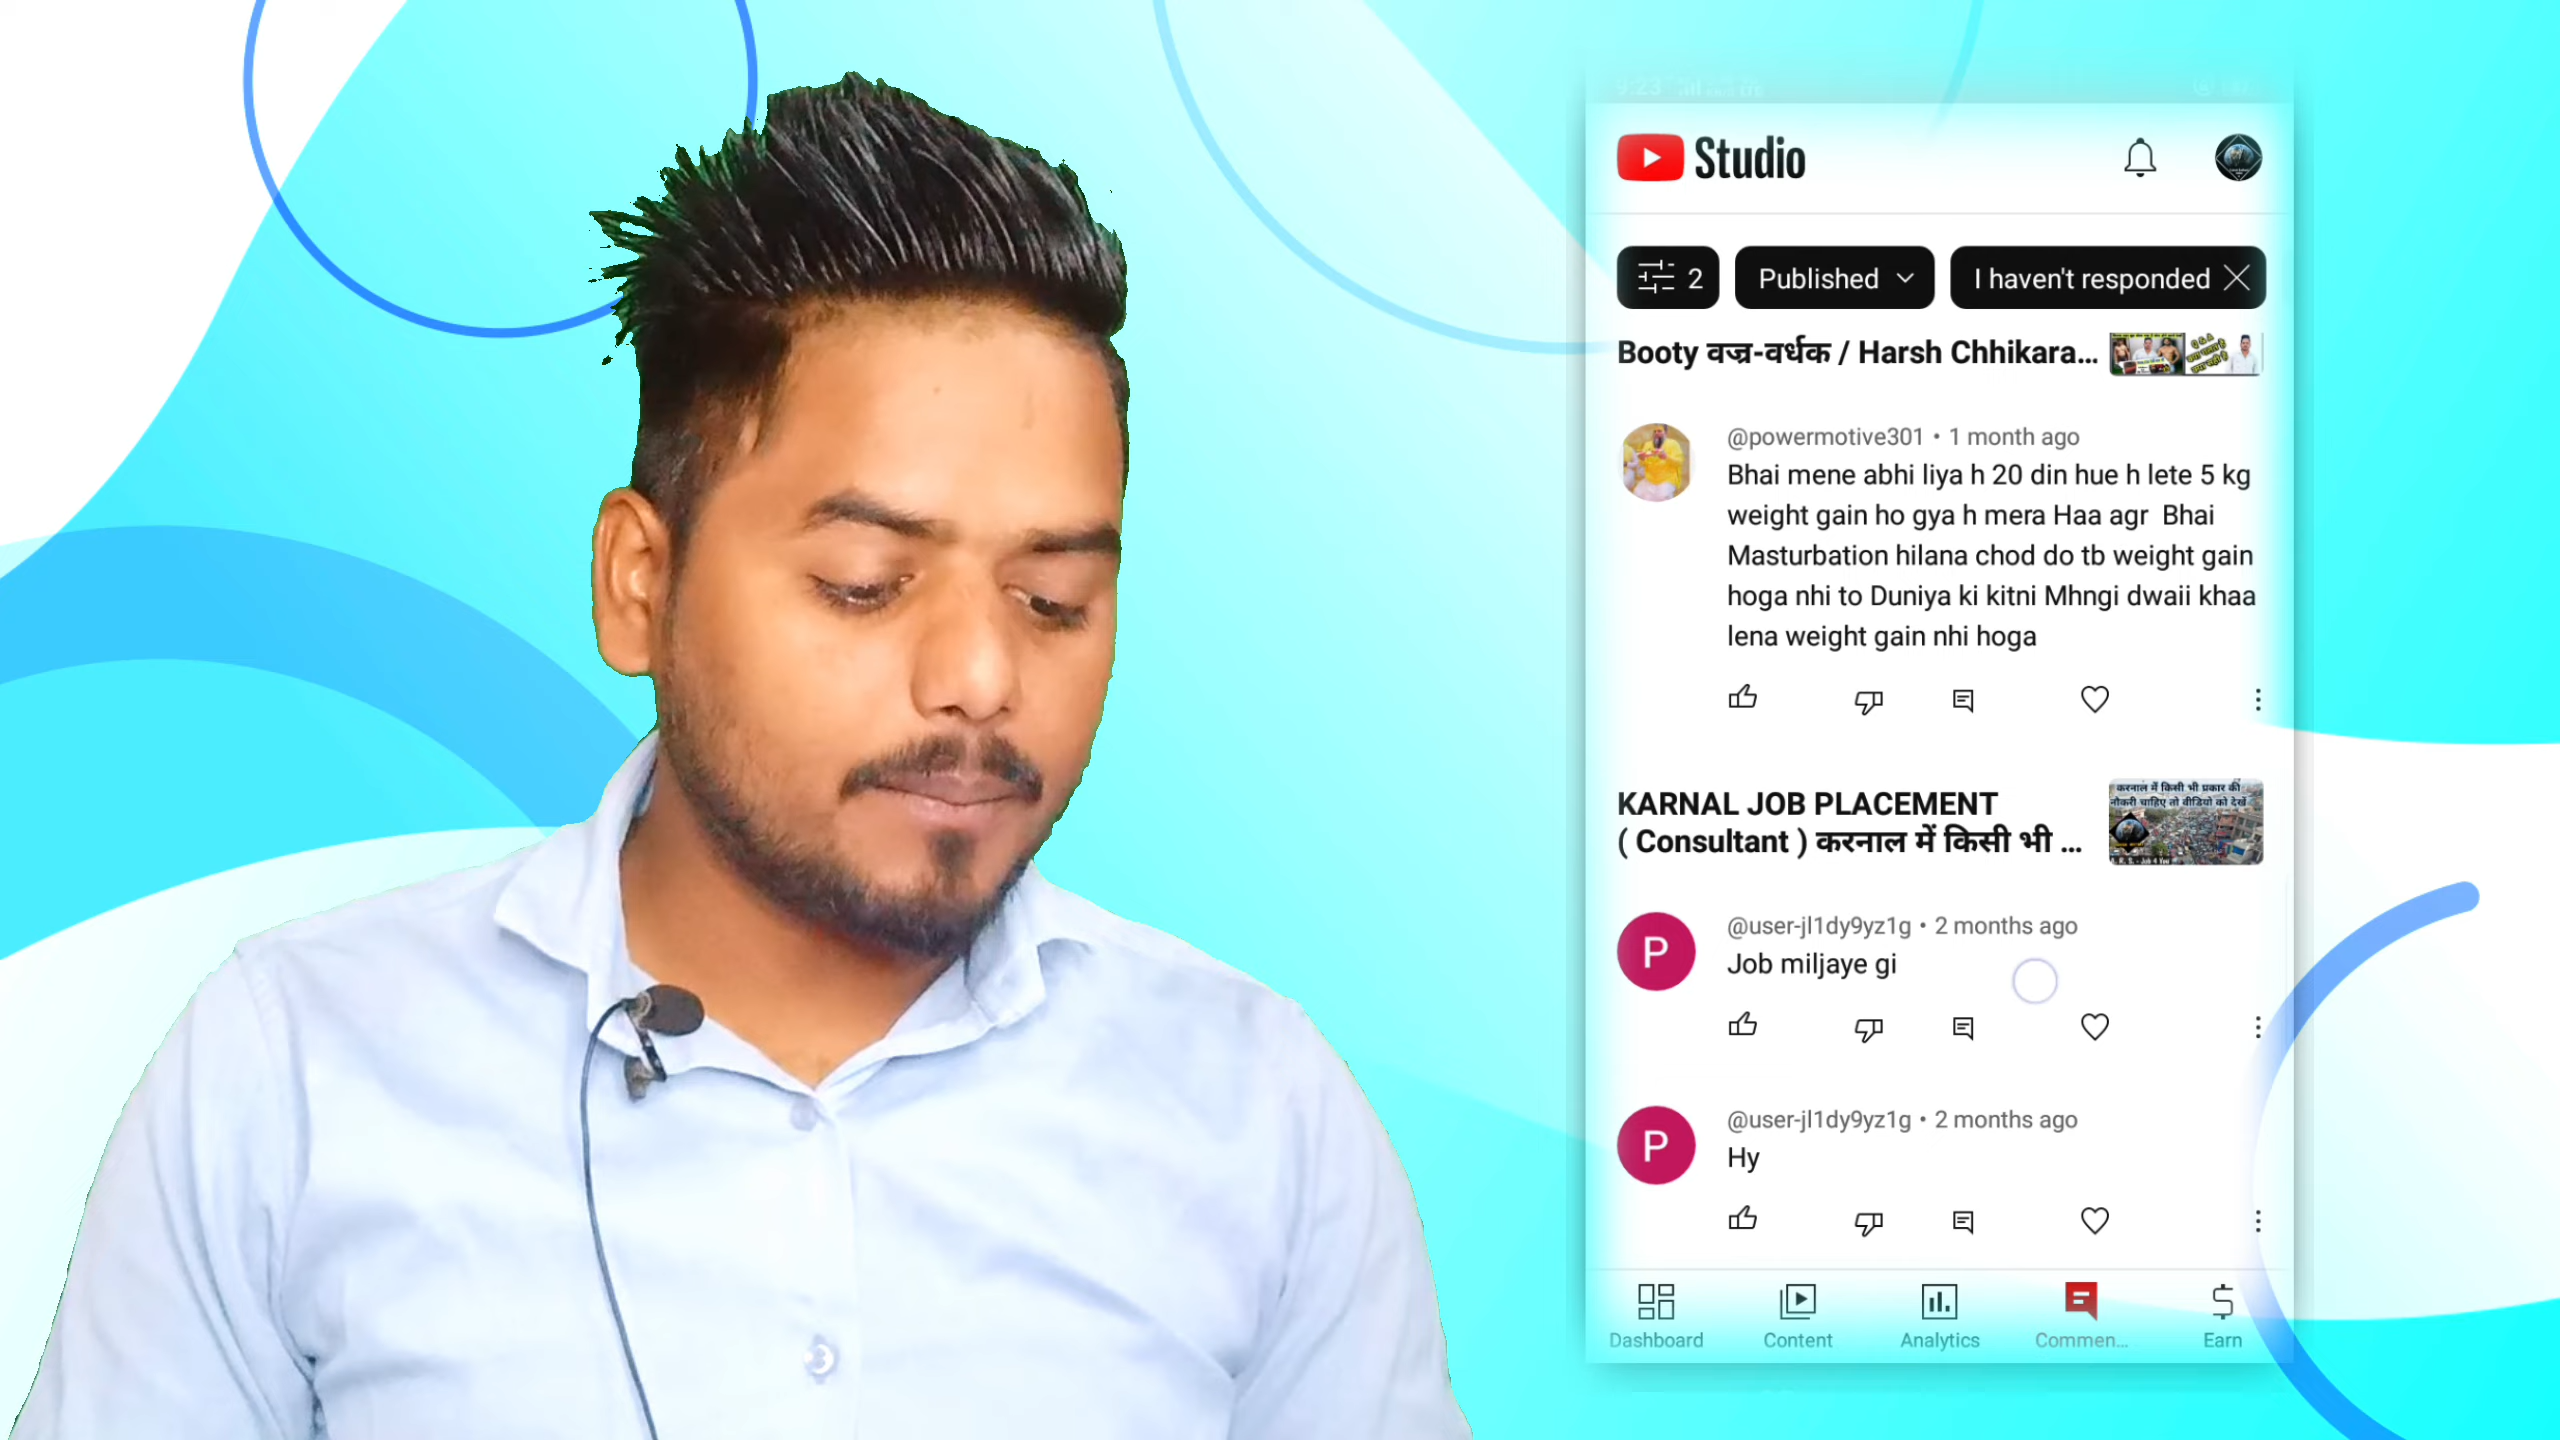 Studio
2
Published
I haven't responded
Booty वज्र-वर्धक / Harsh Chhikara...
@powermotive301 • 1 month ago
Bhai mene abhi liya h 20 din hue h lete 5 kg
weight gain ho gya h mera Haa agr  Bhai
Masturbation hilana chod do tb weight gain
hoga nhi to Duniya ki kitni Mhngi dwaii khaa
lena weight gain nhi hoga
KARNAL JOB PLACEMENT
( Consultant ) करनाल में किसी भी ...
करनाल में किसी भी प्रकार की
नौकरी चाहिए तो वीडियो को देखें
@user-jl1dy9yz1g • 2 months ago
P
Job miljaye gi
@user-jl1dy9yz1g • 2 months ago
P
Hy
Dashboard
Content
Analytics
Commen...
Earn